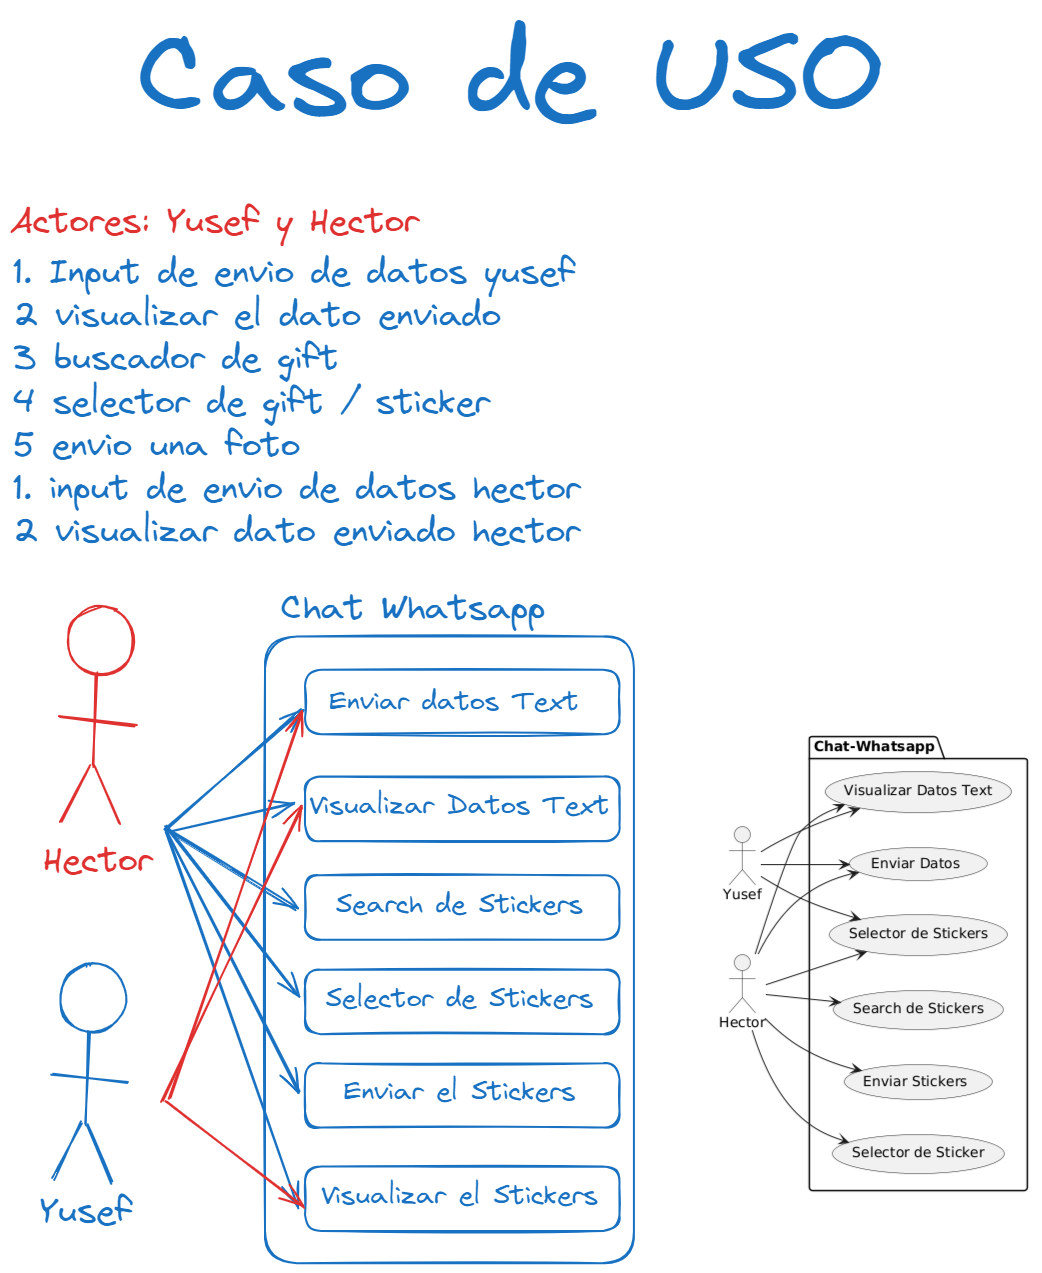 Caso de USO
Actores: Yusef y Hector
1. Input de envio de datos yusef
2 visualizar el dato enviado
3 buscador de gift
4 selector de gift / sticker
5 envio una foto
1. input de envio de datos hector
2 visualizar dato enviado hector
Chat Whatsapp
Enviar datos Text
Visualizar Datos Text
Search de Stickers
Selector de Stickers
Enviar el Stickers
Visualizar el Stickers
Hector
Yusef
Chat-Whatsapp
Visualizar Datos Text
Enviar Datos
Selector de Stickers
Search de Stickers
Enviar Stickers
Selector de Sticker
Yusef
Hector